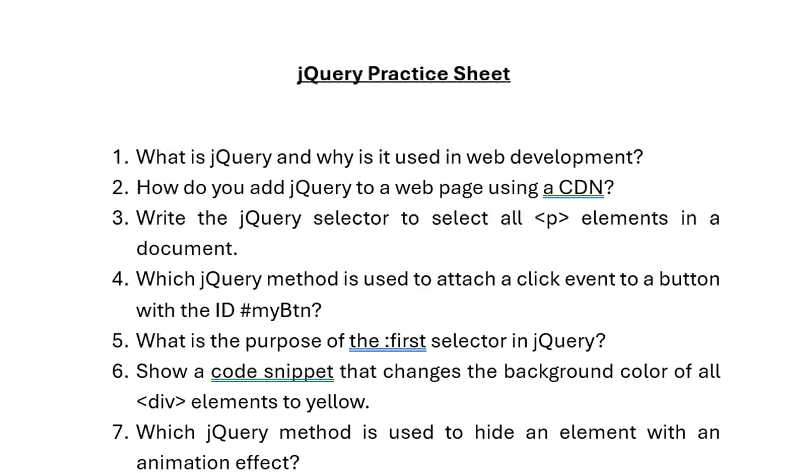 jQuery Practice Sheet
1. What is jQuery and why is it used in web development?
2. How do you add jQuery to a web page using a CDN?
3. Write the jQuery selector to select all <p> elements in a
document.
4. Which jQuery method is used to attach a click event to a button
with the ID #myBtn?
5. What is the purpose of the :first selector in jQuery?
6. Show a code snippet that changes the background color of all
<div> elements to yellow.
7. Which jQuery method is used to hide an element with an
animation effect?